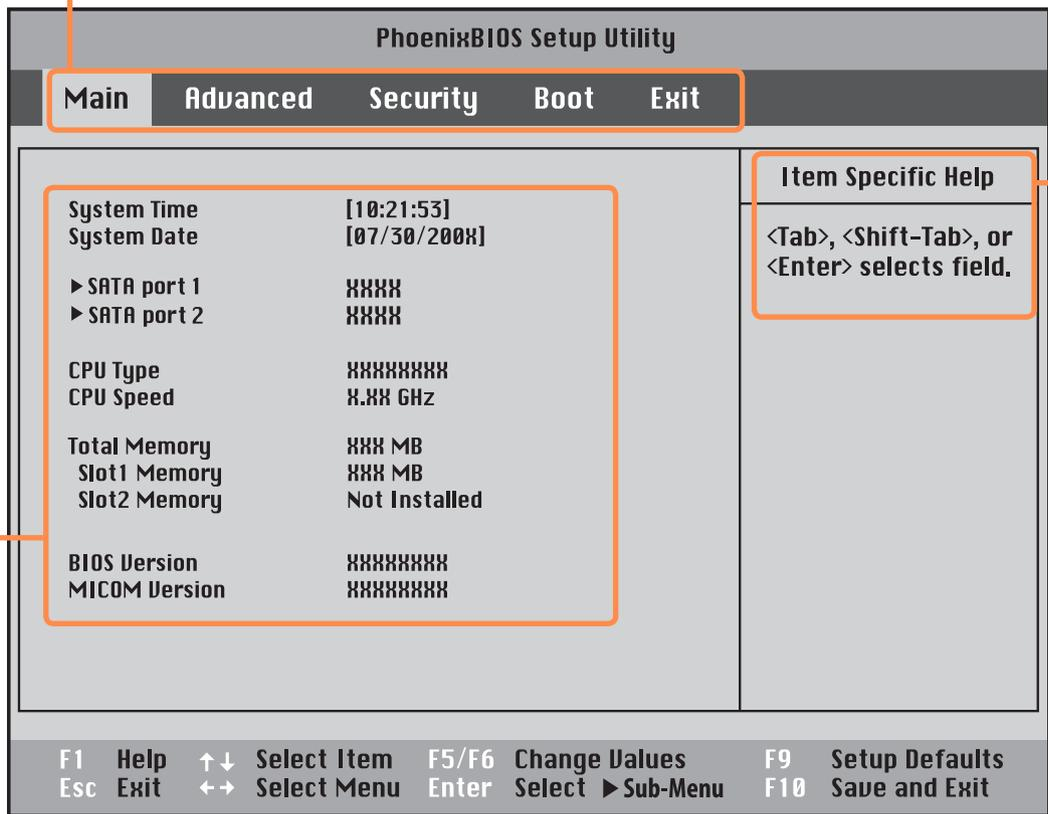 PhoenixBIOS Setup Utility
Main Advanced Security Boot Exit
System Time [10:21:53]
System Date [07/30/200X]
▶SATA port 1 XXXX
▶SATA port 2 XXXX
CPU Type XXXXXXXX
CPU Speed X.XX GHz
Total Memory XXX MB
Slot1 Memory XXX MB
Slot2 Memory Not Installed
BIOS Version XXXXXXXX
MICOM Version XXXXXXXX
Item Specific Help
<Tab>, <Shift-Tab>, or
<Enter> selects field.
F1 Help ↑↓ Select Item F5/F6 Change Values F9 Setup Defaults
Esc Exit ←→ Select Menu Enter Select ▶Sub-Menu F10 Save and Exit